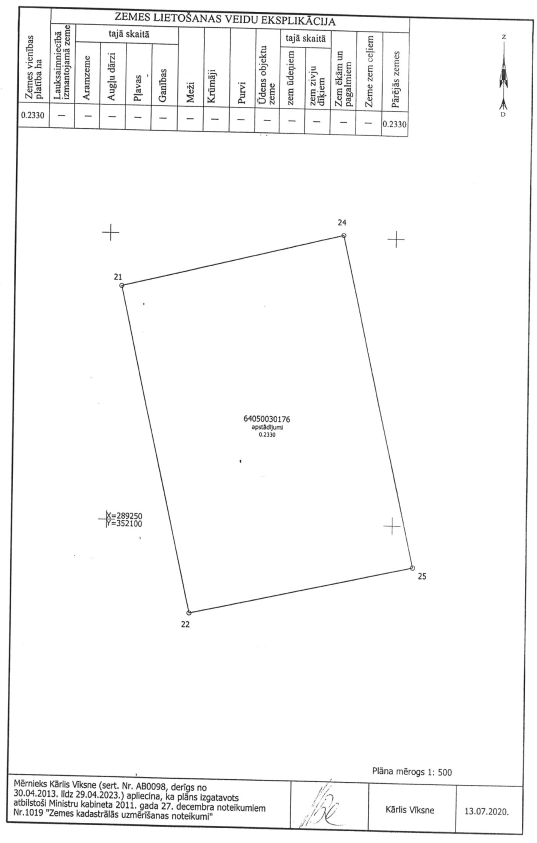 ZEMES LIETOŠANAS VEIDU EKSPLIKĀCIJA
Zemes vienības
platība ha
Lauksaimniecībā
izmantojamā zeme
tajā skaitā
Aramzeme
Augļu dārzi
Pļavas
Ganības
Meži
Krūmāji
Purvi
Ūdens objektu
zeme
tajā skaitā
zem ūdeņiem
zem zivju
dīķiem
Zem ēkām un
pagalmiem
Zeme zem ceļiem
Pārējās zemes
0.2330 — — — — — — — — — — — — — 0.2330
Z
D
24
21
64050030176
apstādījumi
0.2330
X=289250
Y=352100
25
22
Plāna mērogs 1: 500
Mērnieks Kārlis Vīksne (sert. Nr. AB0098, derīgs no
30.04.2013. līdz 29.04.2023.) apliecina, ka plāns izgatavots
atbilstoši Ministru kabineta 2011. gada 27. decembra noteikumiem
Nr.1019 "Zemes kadastrālās uzmērīšanas noteikumi"
Kārlis Vīksne
13.07.2020.